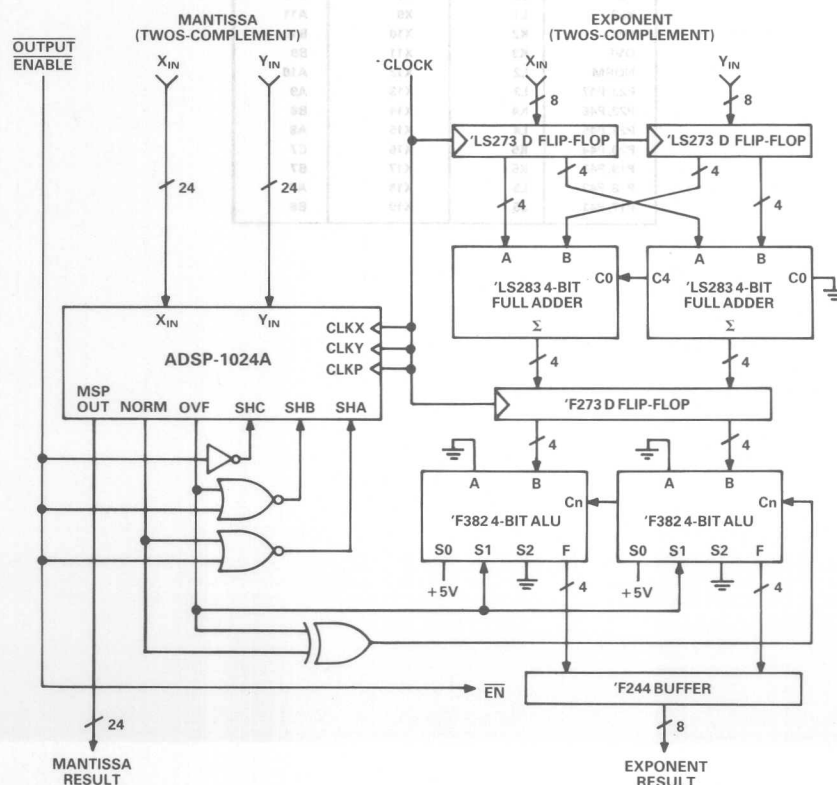 MANTISSA
(TWOS-COMPLEMENT)
EXPONENT
(TWOS-COMPLEMENT)
OUTPUT
ENABLE
XIN
YIN
CLOCK
XIN
YIN
8
8
'LS273 D FLIP-FLOP
'LS273 D FLIP-FLOP
24
24
4
4
4
4
A
B
A
B
'LS283 4-BIT
FULL ADDER
C0
C4
'LS283 4-BIT
FULL ADDER
C0
Σ
Σ
XIN
YIN
ADSP-1024A
CLKX
CLKY
CLKP
MSP
OUT
NORM
OVF
SHC
SHB
SHA
4
4
'F273 D FLIP-FLOP
4
4
A
B
A
B
Cn
Cn
'F382 4-BIT ALU
'F382 4-BIT ALU
S0
S1
S2
F
S0
S1
S2
F
+5V
+5V
4
4
EN
'F244 BUFFER
24
8
MANTISSA
RESULT
EXPONENT
RESULT